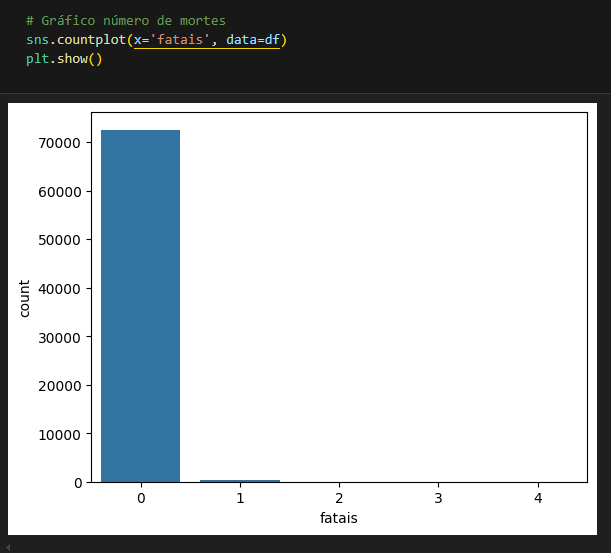 # Gráfico número de mortes
sns.countplot(x='fatais', data=df)
plt.show()
70000
60000
50000
40000
30000
20000
10000
0
count
0 1 2 3 4
fatais